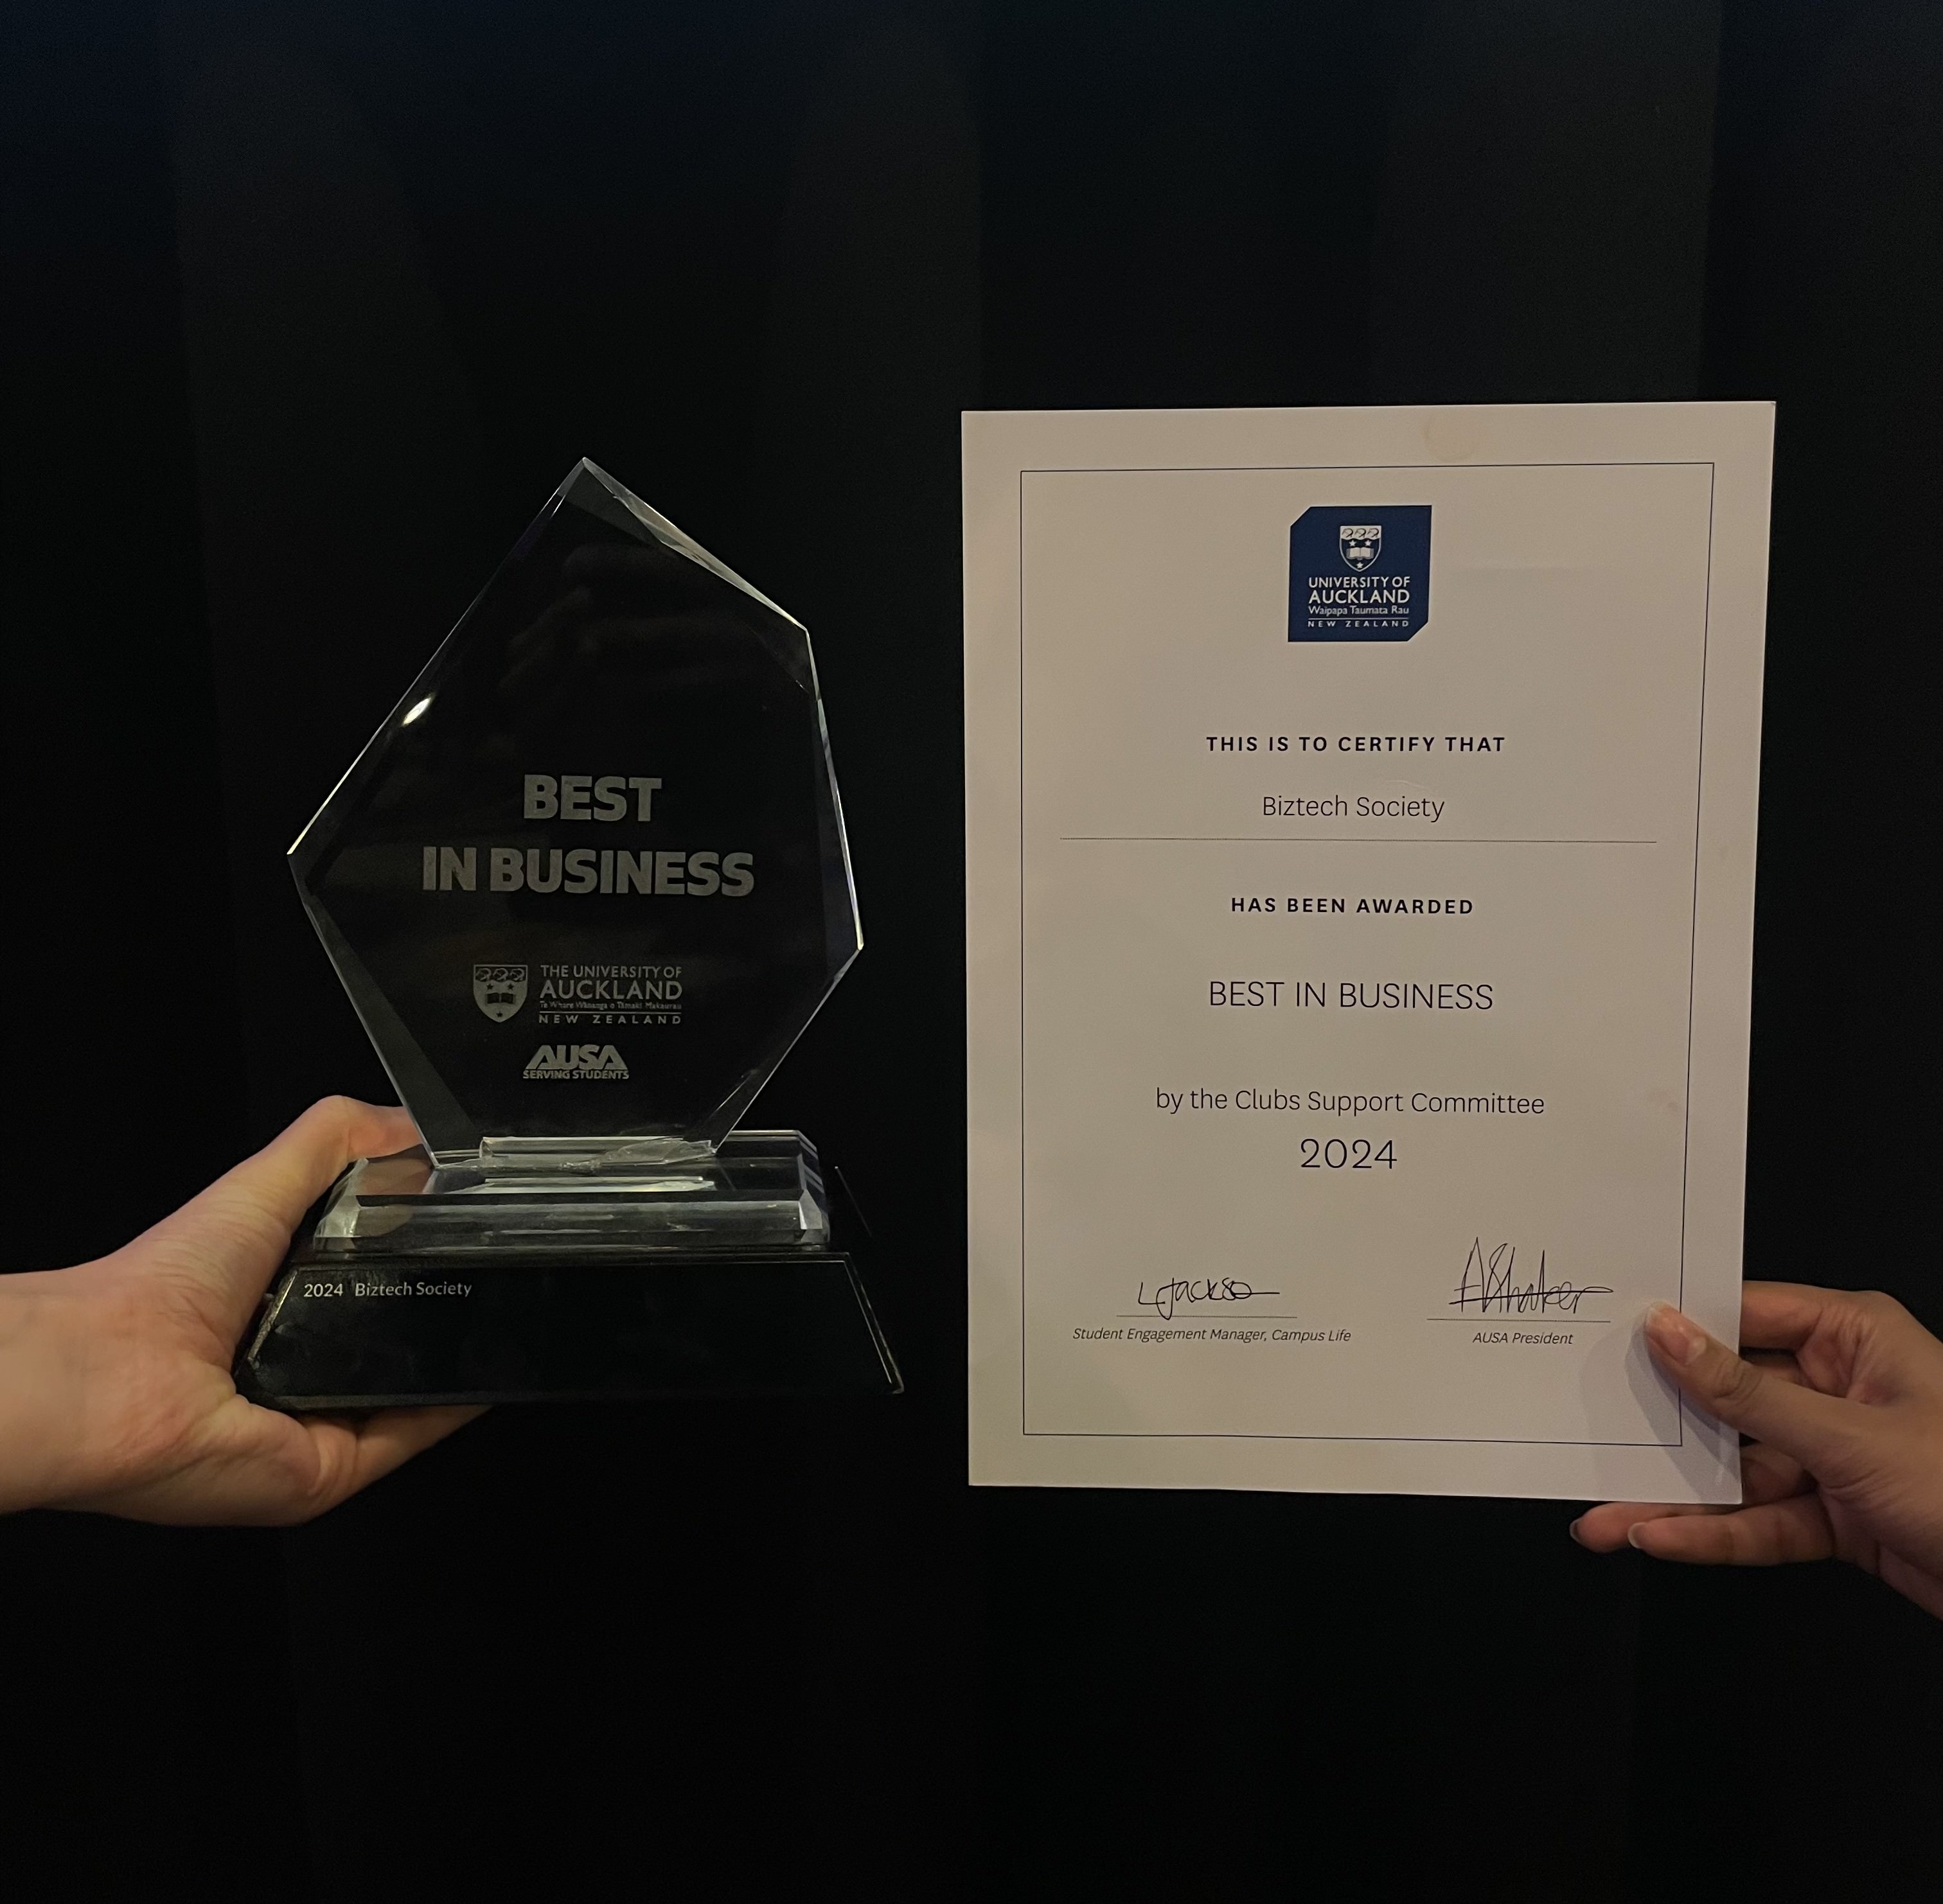 BEST
IN BUSINESS
THE UNIVERSITY OF
AUCKLAND
Te Whare Wānanga o Tāmaki Makaurau
NEW ZEALAND
AUSA
SERVING STUDENTS
2024 Biztech Society
UNIVERSITY OF
AUCKLAND
Waipapa Taumata Rau
NEW ZEALAND
THIS IS TO CERTIFY THAT
Biztech Society
HAS BEEN AWARDED
BEST IN BUSINESS
by the Clubs Support Committee
2024
Student Engagement Manager, Campus Life
AUSA President